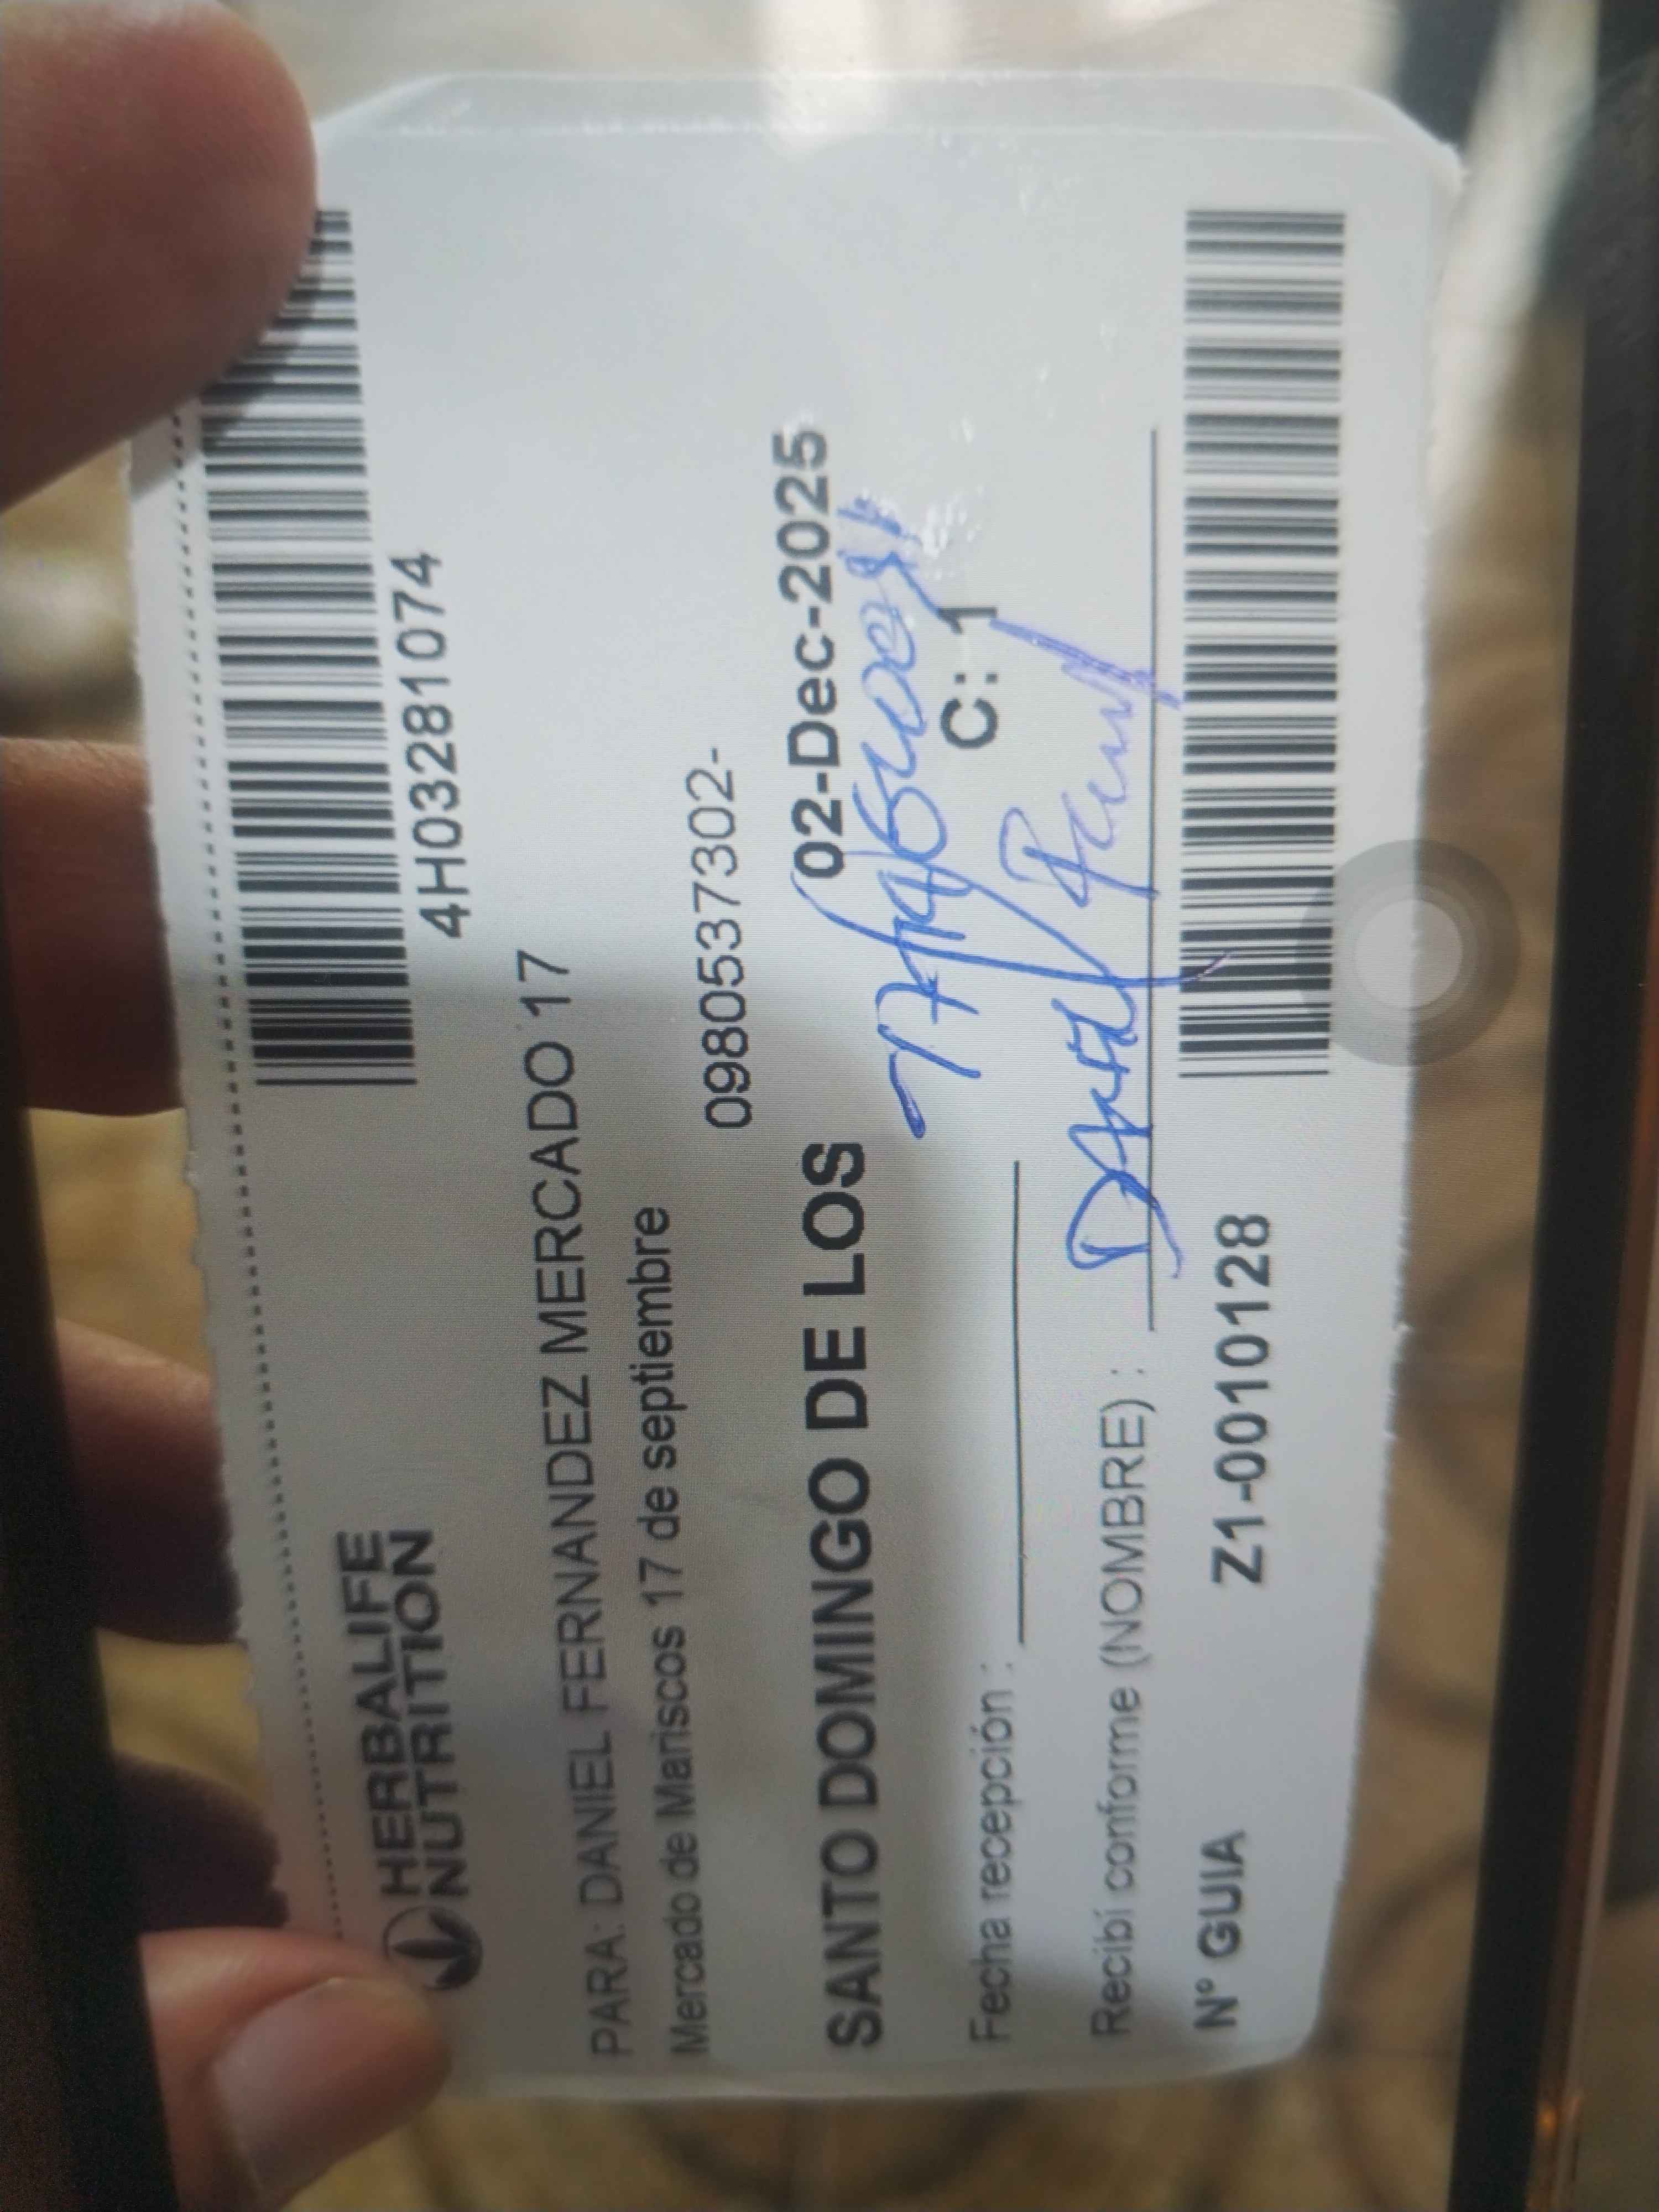 HERBALIFE
NUTRITION
4H03281074
PARA: DANIEL FERNANDEZ MERCADO 17
Mercado de Mariscos 17 de septiembre
0980537302-
SANTO DOMINGO DE LOS 02-Dec-2025
Fecha recepción :
C: 1
Recibí conforme (NOMBRE) :
N° GUIA Z1-0010128